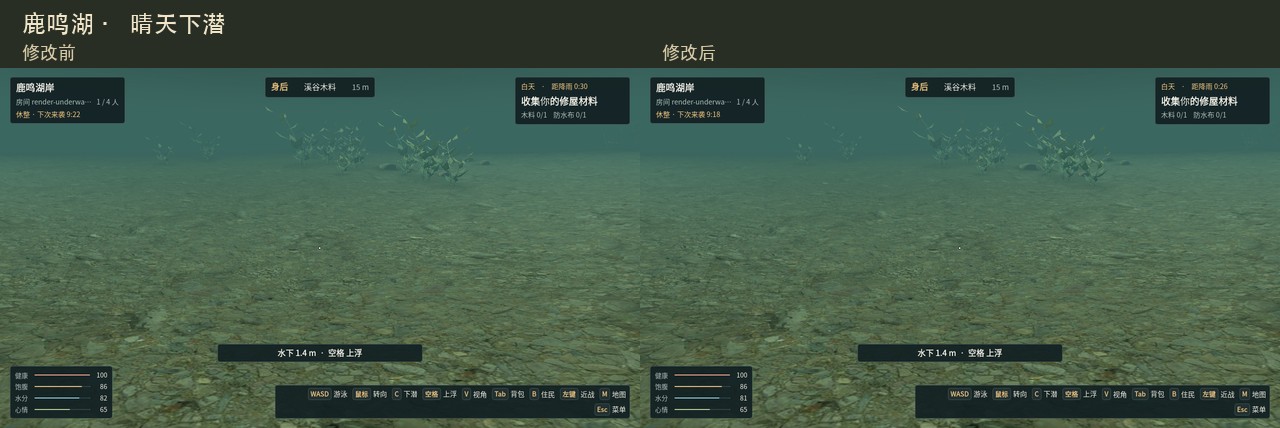 鹿鸣湖 · 晴天下潜
修改前
修改后
鹿鸣湖岸
房间 render-underwa··· 1 / 4 人
休整 · 下次来袭 9:22
身后 溪谷木料 15 m
白天 · 距降雨 0:30
收集你的修屋材料
木料 0/1 防水布 0/1
水下 1.4 m · 空格 上浮
健康 100
饱腹 86
水分 82
心情 65
WASD 游泳 鼠标 转向 C 下潜 空格 上浮 V 视角 Tab 背包 B 住民 左键 近战 M 地图
Esc 菜单
鹿鸣湖岸
房间 render-underwa··· 1 / 4 人
休整 · 下次来袭 9:18
身后 溪谷木料 15 m
白天 · 距降雨 0:26
收集你的修屋材料
木料 0/1 防水布 0/1
水下 1.4 m · 空格 上浮
健康 100
饱腹 86
水分 81
心情 65
WASD 游泳 鼠标 转向 C 下潜 空格 上浮 V 视角 Tab 背包 B 住民 左键 近战 M 地图
Esc 菜单